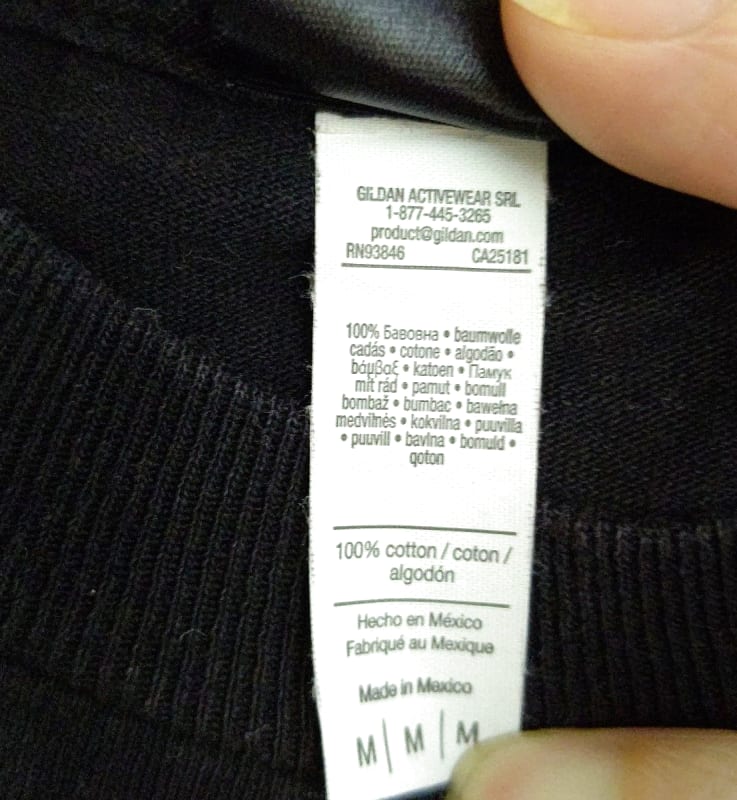 GILDAN ACTIVEWEAR SRL
1-877-445-3265
product@gildan.com
RN93846 CA25181
100% Бавовна • baumwolle
cadás • cotone • algodão •
βάμβαξ • katoen • Памук
mit rád • pamut • bomull
bombaž • bumbac • bawełna
medvilnės • kokvilna • puuvilla
• puuvill • bavlna • bomuld •
qoton
100% cotton / coton /
algodón
Hecho en México
Fabriqué au Mexique
Made in Mexico
M | M | M